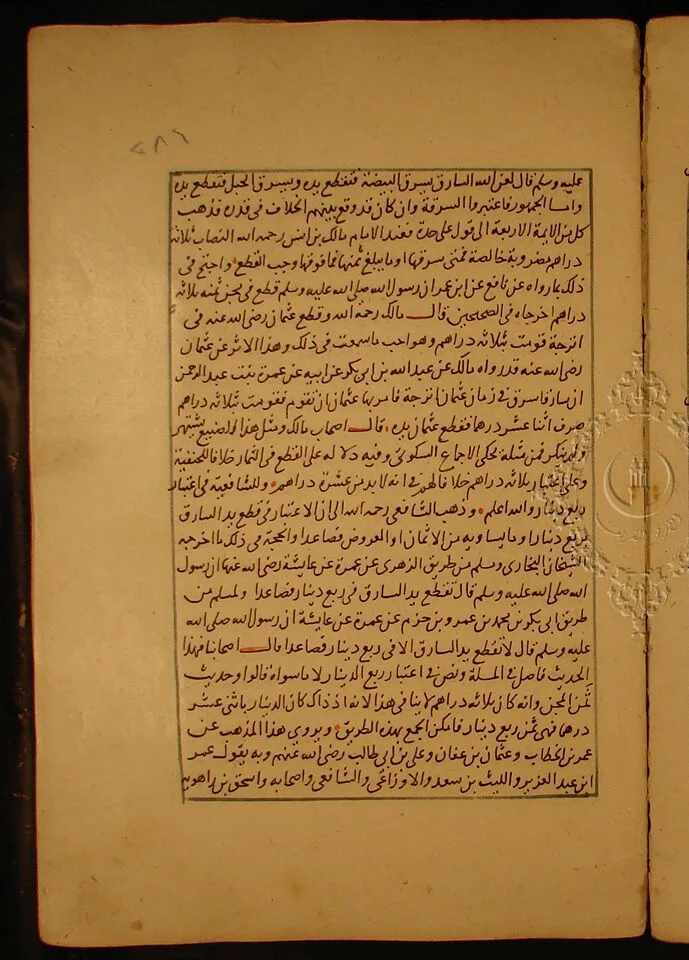 ٢٨٦
عليه وسلم قال لعن الله السارق يسرق البيضة فتقطع يده ويسرق الحبل فتقطع يده
واما الجمهور فاعتبروا السرقة وان كان قد وقع بينهم الخلاف في قدره فذهب
كل من الايمة الاربعة الى قول على حدة فعند الامام مالك بن انس رحمه الله النصاب ثلاثة
دراهم مضروبة خالصة فمتى سرقها او ما يبلغ ثمنها فما فوقها وجب القطع واحتج في
ذلك بما رواه عن نافع عن ابن عمر ان رسول الله صلى الله عليه وسلم قطع في مجن ثمنه ثلاثة
دراهم اخرجاه في الصحيحين قال مالك رحمه الله وقطع عثمان رضي الله عنه في
اترجة قومت بثلاثة دراهم وهو احب ما سمعت في ذلك وهذا الاثر عن عثمان
رضي الله عنه قد رواه مالك عن عبد الله بن ابي بكر عن ابيه عن عمرة بنت عبد الرحمن
ان سارقا سرق في زمان عثمان اترجة فامر بها عثمان ان تقوم فقومت ثلاثة دراهم
صرف اثنا عشر درهما فقطع عثمان يده قال اصحاب مالك ومثل هذا الصنيع يشتهر
ولم ينكر فمن مثله يحكى الاجماع السكوتي وفيه دلالة على القطع في الثمار خلافا للحنفية
وعلى اعتبار ثلاثة دراهم خلافا لهم في انه لا بد من عشرة دراهم وللشافعية في اعتبار
ربع دينار والله اعلم وذهب الشافعي رحمه الله الى ان الاعتبار في قطع يد السارق
بربع دينار او ما يساويه من الاثمان او العروض فصاعدا والحجة في ذلك ما اخرجه
الشيخان البخاري ومسلم من طريق الزهري عن عمرة عن عايشة رضي الله عنها ان رسول
الله صلى الله عليه وسلم قال تقطع يد السارق في ربع دينار فصاعدا ولمسلم من
طريق ابي بكر بن محمد بن عمرو بن حزم عن عمرة عن عايشة ان رسول الله صلى الله
عليه وسلم قال لا تقطع يد السارق الا في ربع دينار فصاعدا قال اصحابنا فهذا
الحديث فاصل في المسلة ونص في اعتبار ربع الدينار لا ما سواه قالوا وحديث
ثمن المجن وانه كان ثلاثة دراهم لا ينافي هذا لانه اذ ذاك كان الدينار باثنى عشر
درهما فهي ثمن ربع دينار فامكن الجمع بهذه الطريق ويروي هذا المذهب عن
عمر بن الخطاب وعثمان بن عفان وعلي بن ابي طالب رضي الله عنهم وبه يقول عمر
ابن عبد العزيز والليث بن سعد والاوزاعي والشافعي واصحابه واسحق بن راهويه